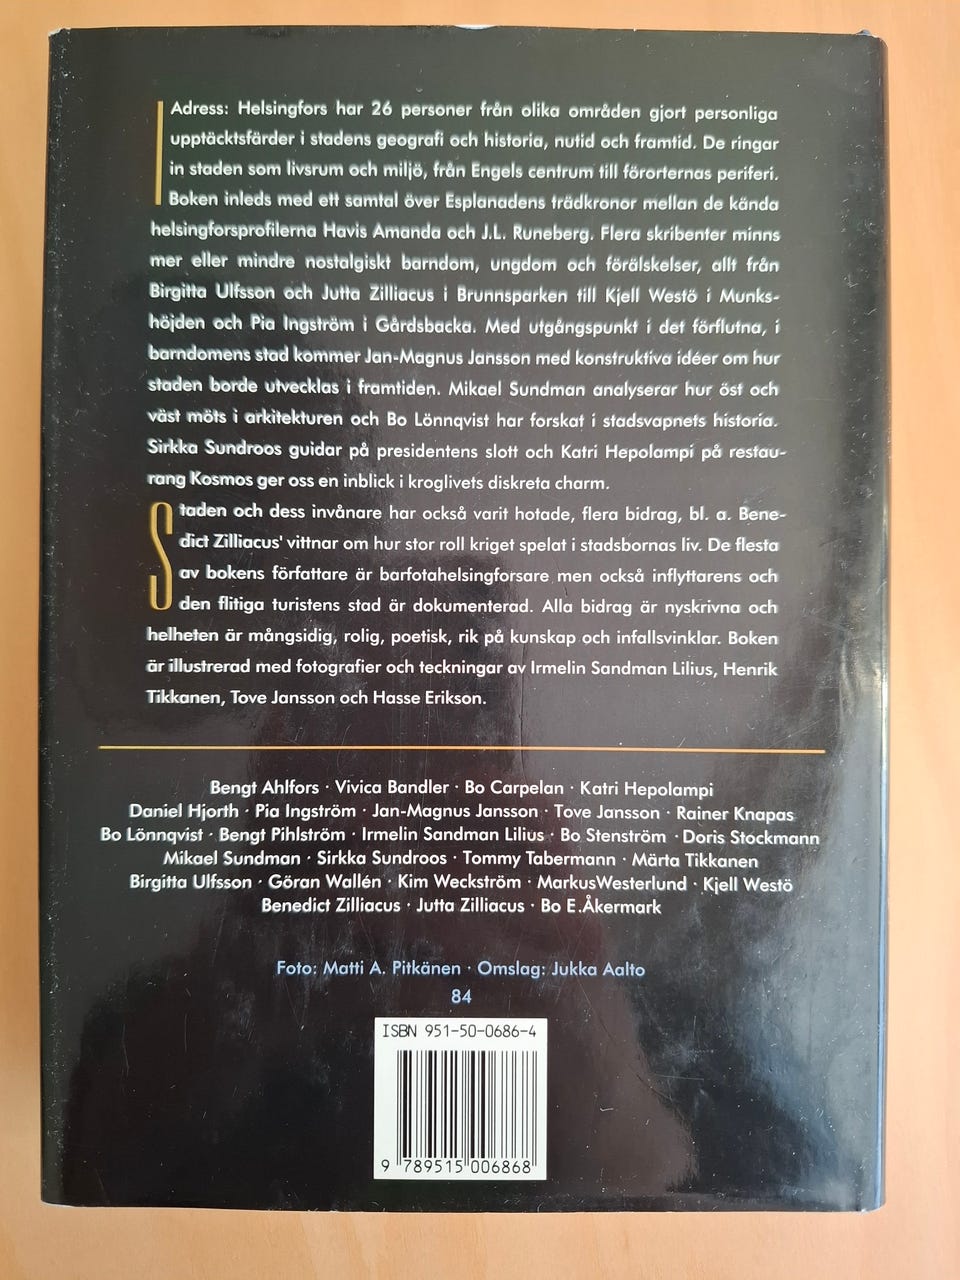 I Adress: Helsingfors har 26 personer från olika områden gjort personliga
upptäcktsfärder i stadens geografi och historia, nutid och framtid. De ringar
in staden som livsrum och miljö, från Engels centrum till förorternas periferi.
Boken inleds med ett samtal över Esplanadens trädkronor mellan de kända
helsingforsprofilerna Havis Amanda och J.L. Runeberg. Flera skribenter minns
mer eller mindre nostalgiskt barndom, ungdom och förälskelser, allt från
Birgitta Ulfsson och Jutta Zilliacus i Brunnsparken till Kjell Westö i Munks-
höjden och Pia Ingström i Gårdsbacka. Med utgångspunkt i det förflutna, i
barndomens stad kommer Jan-Magnus Jansson med konstruktiva idéer om hur
staden borde utvecklas i framtiden. Mikael Sundman analyserar hur öst och
väst möts i arkitekturen och Bo Lönnqvist har forskat i stadsvapnets historia.
Sirkka Sundroos guidar på presidentens slott och Katri Hepolampi på restau-
rang Kosmos ger oss en inblick i kroglivets diskreta charm.
Staden och dess invånare har också varit hotade, flera bidrag, bl. a. Bene-
dict Zilliacus' vittnar om hur stor roll kriget spelat i stadsbornas liv. De flesta
av bokens författare är barfotahelsingforsare men också inflyttarens och
den flitiga turistens stad är dokumenterad. Alla bidrag är nyskrivna och
helheten är mångsidig, rolig, poetisk, rik på kunskap och infallsvinklar. Boken
är illustrerad med fotografier och teckningar av Irmelin Sandman Lilius, Henrik
Tikkanen, Tove Jansson och Hasse Erikson.
Bengt Ahlfors · Vivica Bandler · Bo Carpelan · Katri Hepolampi
Daniel Hjorth · Pia Ingström · Jan-Magnus Jansson · Tove Jansson · Rainer Knapas
Bo Lönnqvist · Bengt Pihlström · Irmelin Sandman Lilius · Bo Stenström · Doris Stockmann
Mikael Sundman · Sirkka Sundroos · Tommy Tabermann · Märta Tikkanen
Birgitta Ulfsson · Göran Wallén · Kim Weckström · MarkusWesterlund · Kjell Westö
Benedict Zilliacus · Jutta Zilliacus · Bo E.Åkermark
Foto: Matti A. Pitkänen · Omslag: Jukka Aalto
84
ISBN 951-50-0686-4
9 789515 006868